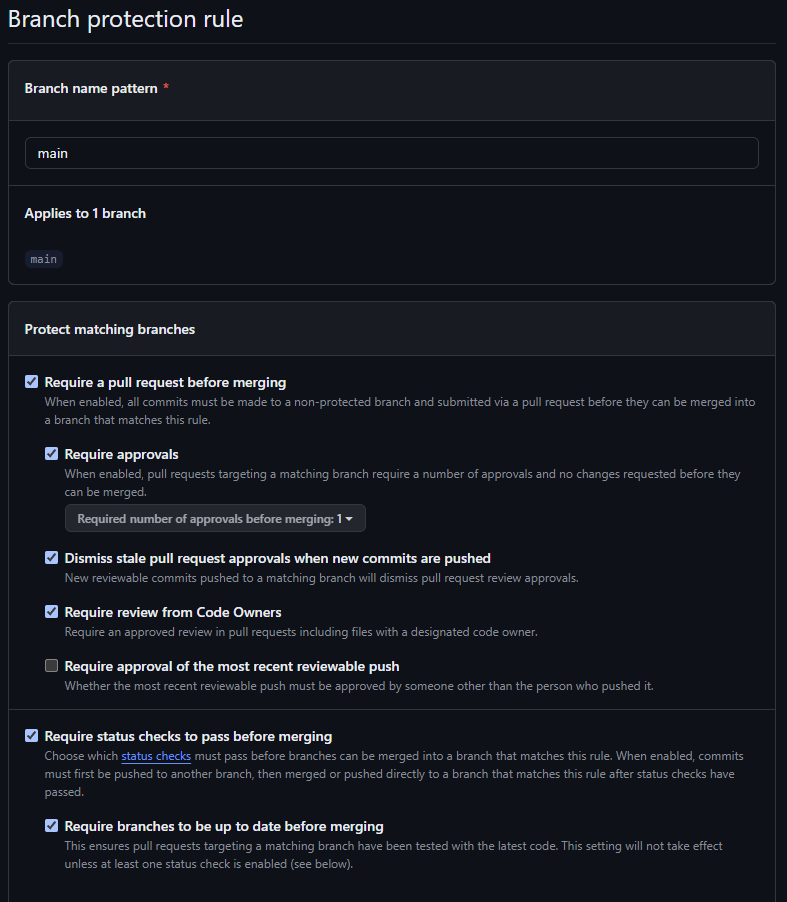 Branch protection rule
Branch name pattern *
main
Applies to 1 branch
main
Protect matching branches
Require a pull request before merging
When enabled, all commits must be made to a non-protected branch and submitted via a pull request before they can be merged into
a branch that matches this rule.
Require approvals
When enabled, pull requests targeting a matching branch require a number of approvals and no changes requested before they
can be merged.
Required number of approvals before merging: 1
Dismiss stale pull request approvals when new commits are pushed
New reviewable commits pushed to a matching branch will dismiss pull request review approvals.
Require review from Code Owners
Require an approved review in pull requests including files with a designated code owner.
Require approval of the most recent reviewable push
Whether the most recent reviewable push must be approved by someone other than the person who pushed it.
Require status checks to pass before merging
Choose which status checks must pass before branches can be merged into a branch that matches this rule. When enabled, commits
must first be pushed to another branch, then merged or pushed directly to a branch that matches this rule after status checks have
passed.
Require branches to be up to date before merging
This ensures pull requests targeting a matching branch have been tested with the latest code. This setting will not take effect
unless at least one status check is enabled (see below).